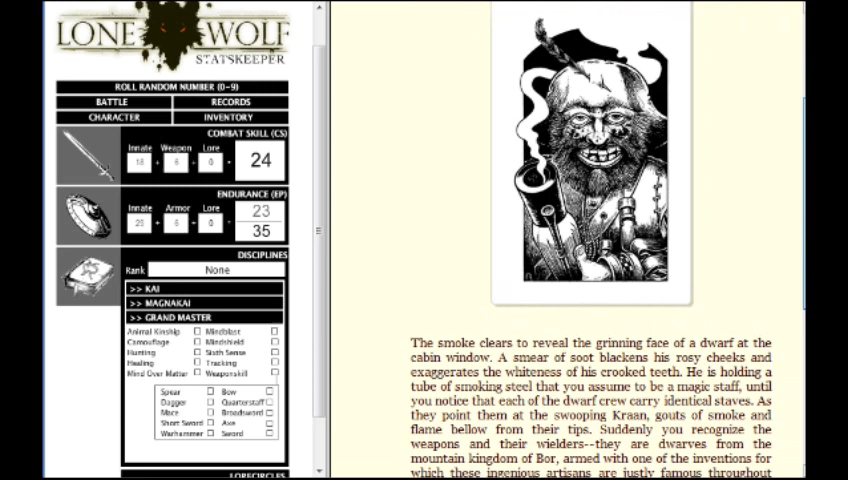 LONE WOLF
STATSKEEPER
ROLL RANDOM NUMBER (0-9)
BATTLE RECORDS
CHARACTER INVENTORY
COMBAT SKILL (CS)
Innate Weapon Lore
18 + 6 + 0 = 24
ENDURANCE (EP)
Innate Armor Lore
23
+ 6 + 0 =
35
DISCIPLINES
Rank None
>> KAI
>> MAGNAKAI
>> GRAND MASTER
Animal Kinship Mindblast
Camouflage Mindshield
Hunting Sixth Sense
Healing Tracking
Mind Over Matter Weaponskill
Spear Bow
Dagger Quarterstaff
Mace Broadsword
Short Sword Axe
Warhammer Sword
LORECIRCLES
The smoke clears to reveal the grinning face of a dwarf at the
cabin window. A smear of soot blackens his rosy cheeks and
exaggerates the whiteness of his crooked teeth. He is holding a
tube of smoking steel that you assume to be a magic staff, until
you notice that each of the dwarf crew carry identical staves. As
they point them at the swooping Kraan, gouts of smoke and
flame bellow from their tips. Suddenly you recognize the
weapons and their wielders--they are dwarves from the
mountain kingdom of Bor, armed with one of the inventions for
which these ingenious artisans are justly famous throughout